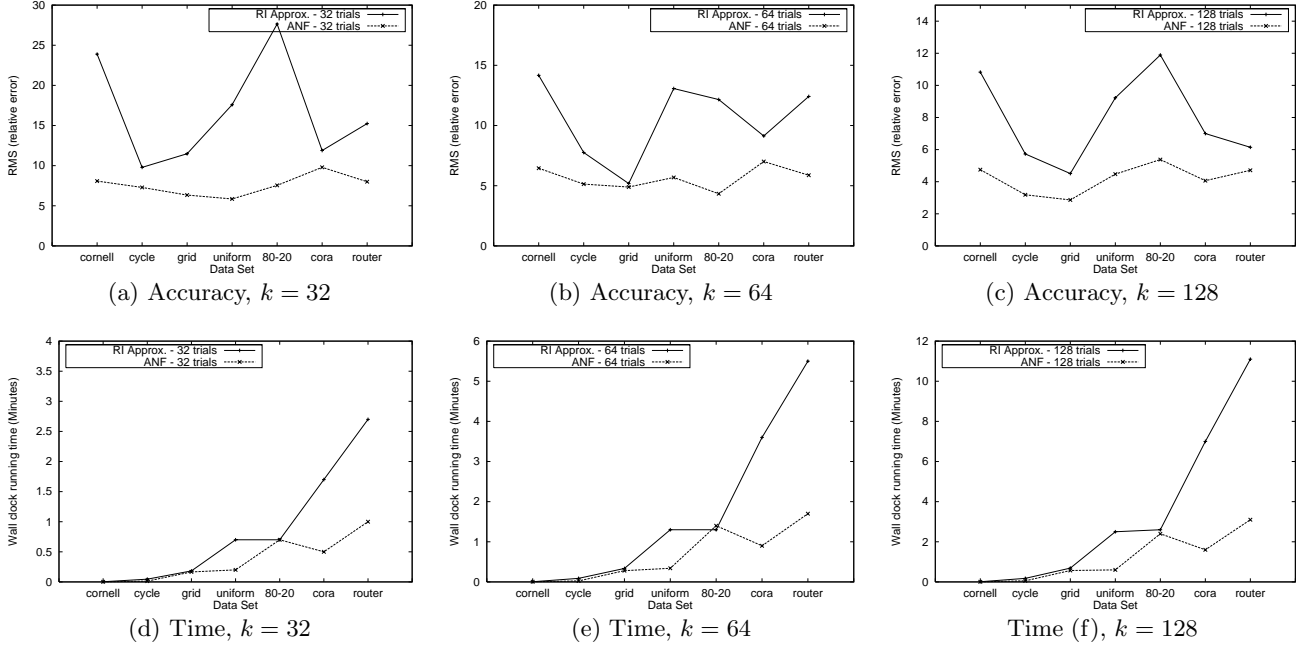 RI Approx. - 32 trials
ANF - 32 trials
30
25
20
15
10
5
0
RMS (relative error)
cornell cycle grid uniform 80-20 cora router
Data Set
(a) Accuracy, k = 32
RI Approx. - 64 trials
ANF - 64 trials
20
15
10
5
0
RMS (relative error)
cornell cycle grid uniform 80-20 cora router
Data Set
(b) Accuracy, k = 64
RI Approx. - 128 trials
ANF - 128 trials
14
12
10
8
6
4
2
0
RMS (relative error)
cornell cycle grid uniform 80-20 cora router
Data Set
(c) Accuracy, k = 128
RI Approx. - 32 trials
ANF - 32 trials
4
3.5
3
2.5
2
1.5
1
0.5
0
Wall clock running time (Minutes)
cornell cycle grid uniform 80-20 cora router
Data Set
(d) Time, k = 32
RI Approx. - 64 trials
ANF - 64 trials
6
5
4
3
2
1
0
Wall clock running time (Minutes)
cornell cycle grid uniform 80-20 cora router
Data Set
(e) Time, k = 64
RI Approx. - 128 trials
ANF - 128 trials
12
10
8
6
4
2
0
Wall clock running time (Minutes)
cornell cycle grid uniform 80-20 cora router
Data Set
Time (f), k = 128